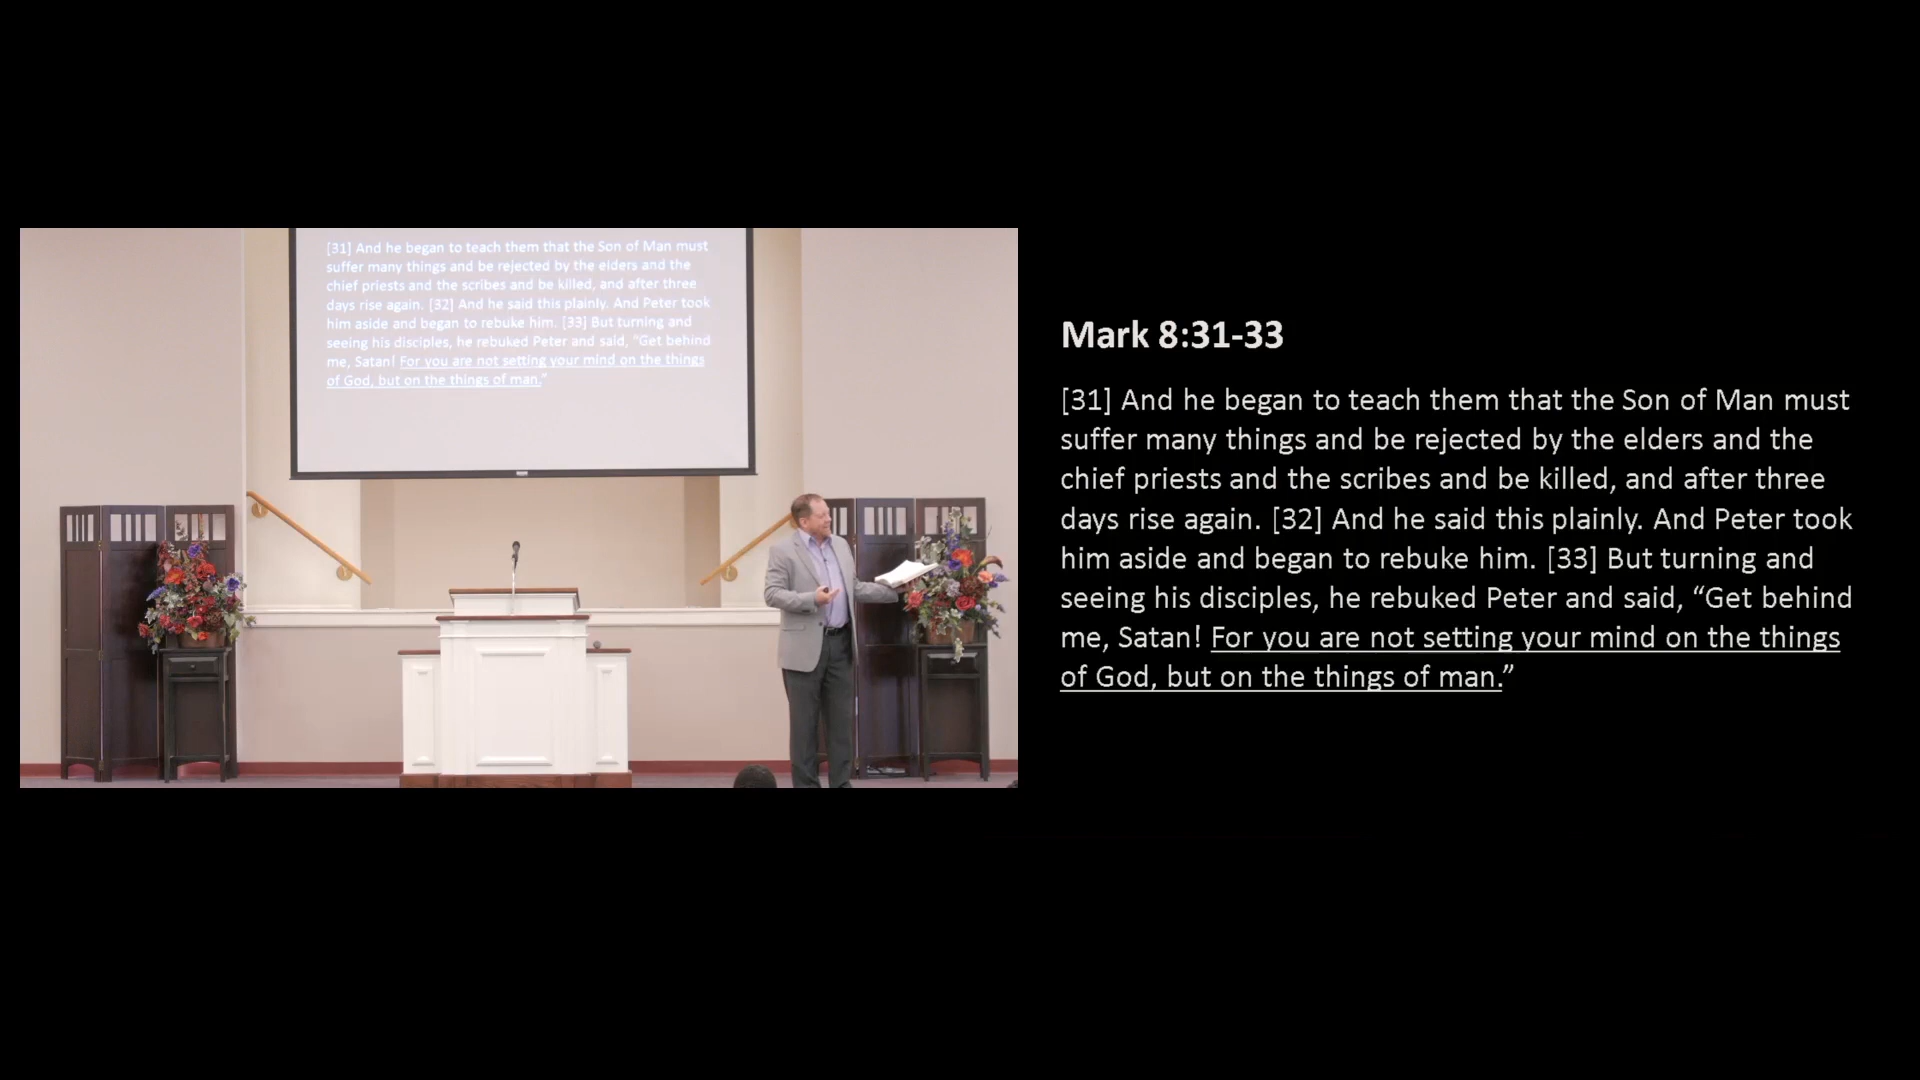 [31] And he began to teach them that the Son of Man must
suffer many things and be rejected by the elders and the
chief priests and the scribes and be killed, and after three
days rise again. [32] And he said this plainly. And Peter took
him aside and began to rebuke him. [33] But turning and
seeing his disciples, he rebuked Peter and said, "Get behind
me, Satan! For you are not setting your mind on the things
of God, but on the things of man."
Mark 8:31-33
[31] And he began to teach them that the Son of Man must
suffer many things and be rejected by the elders and the
chief priests and the scribes and be killed, and after three
days rise again. [32] And he said this plainly. And Peter took
him aside and began to rebuke him. [33] But turning and
seeing his disciples, he rebuked Peter and said, “Get behind
me, Satan! For you are not setting your mind on the things
of God, but on the things of man.”